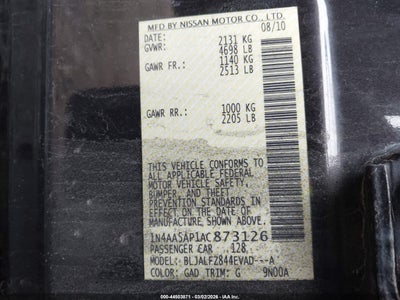 MFD BY NISSAN MOTOR CO., LTD.
DATE: 08/10
GVWR: 2131 KG
4698 LB
GAWR FR.: 1140 KG
2513 LB
GAWR RR.: 1000 KG
2205 LB
THIS VEHICLE CONFORMS TO
ALL APPLICABLE FEDERAL
MOTOR VEHICLE SAFETY,
BUMPER, AND THEFT
PREVENTION STANDARDS IN
EFFECT ON THE DATE OF
MANUFACTURE SHOWN ABOVE.
1N4AA5AP1AC873126
PASSENGER CAR 128
MODEL: BLJALFZ844EVAD---A
COLOR: GAD TRIM: G 9N00A
© IAA
#000 - 44503071 - 03/02/2026 -